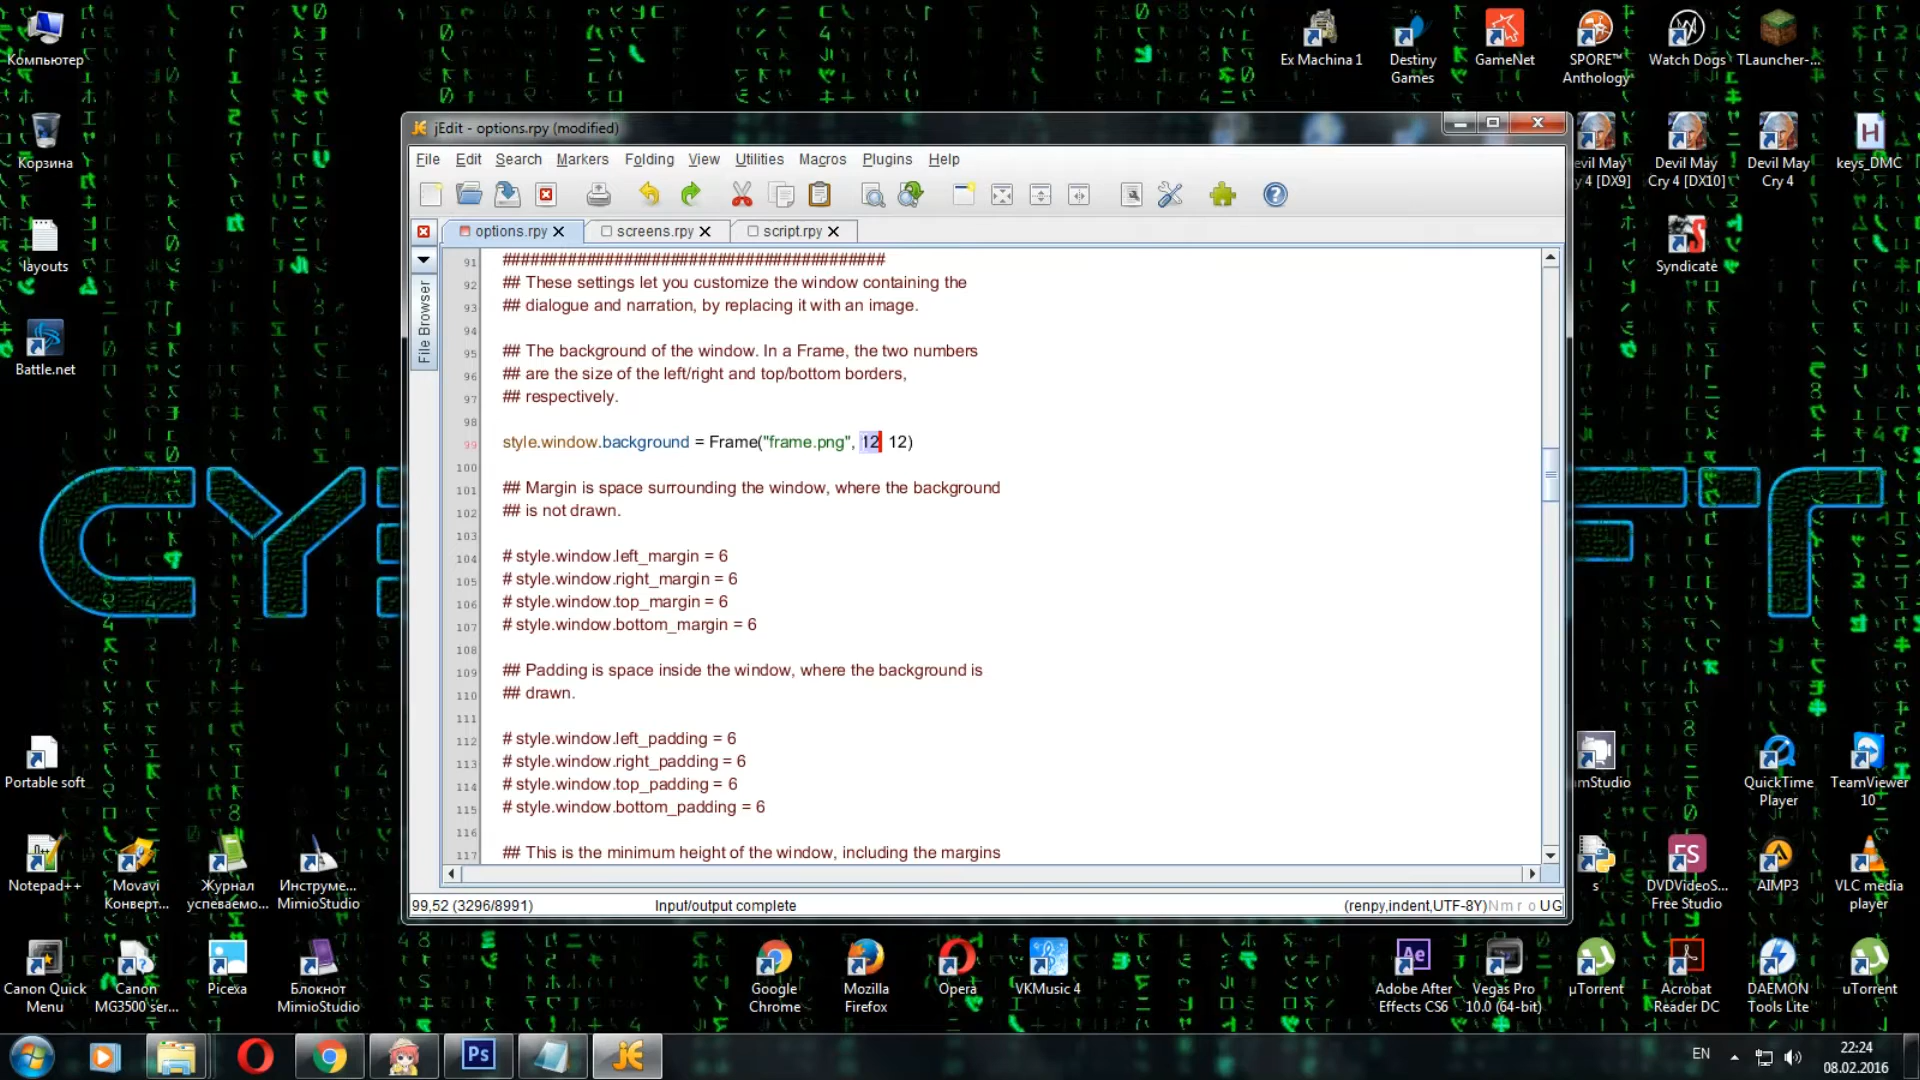 Компьютер
Корзина
layouts
Battle.net
Portable soft
Notepad++
Movavi
Конверт...
Журнал
успеваемо...
Инструме...
MimioStudio
Canon Quick
Menu
Canon
MG3500 ser...
Picexa
Блокнот
MimioStudio
Ex Machina 1
Destiny
Games
GameNet
SPORE™
Anthology
Watch Dogs
TLauncher-...
evil May
y 4 [DX9]
Devil May
Cry 4 [DX10]
Devil May
Cry 4
keys_DMC
Syndicate
jEdit - options.rpy (modified)
File Edit Search Markers Folding View Utilities Macros Plugins Help
options.rpy screens.rpy script.rpy
File Browser
91 #########################################
92 ## These settings let you customize the window containing the
93 ## dialogue and narration, by replacing it with an image.
94
95 ## The background of the window. In a Frame, the two numbers
96 ## are the size of the left/right and top/bottom borders,
97 ## respectively.
98
99 style.window.background = Frame("frame.png", 12 12)
100
101 ## Margin is space surrounding the window, where the background
102 ## is not drawn.
103
104 # style.window.left_margin = 6
105 # style.window.right_margin = 6
106 # style.window.top_margin = 6
107 # style.window.bottom_margin = 6
108
109 ## Padding is space inside the window, where the background is
110 ## drawn.
111
112 # style.window.left_padding = 6
113 # style.window.right_padding = 6
114 # style.window.top_padding = 6
115 # style.window.bottom_padding = 6
116
117 ## This is the minimum height of the window, including the margins
99,52 (3296/8991) Input/output complete (renpy,indent,UTF-8Y)N m r o UG
amStudio
QuickTime
Player
TeamViewer
10
s
DVDVideoS...
Free Studio
AIMP3
VLC media
player
Google
Chrome
Mozilla
Firefox
Opera
VKMusic 4
Adobe After
Effects CS6
Vegas Pro
10.0 (64-bit)
µTorrent
Acrobat
Reader DC
DAEMON
Tools Lite
uTorrent
EN
22:24
08.02.2016